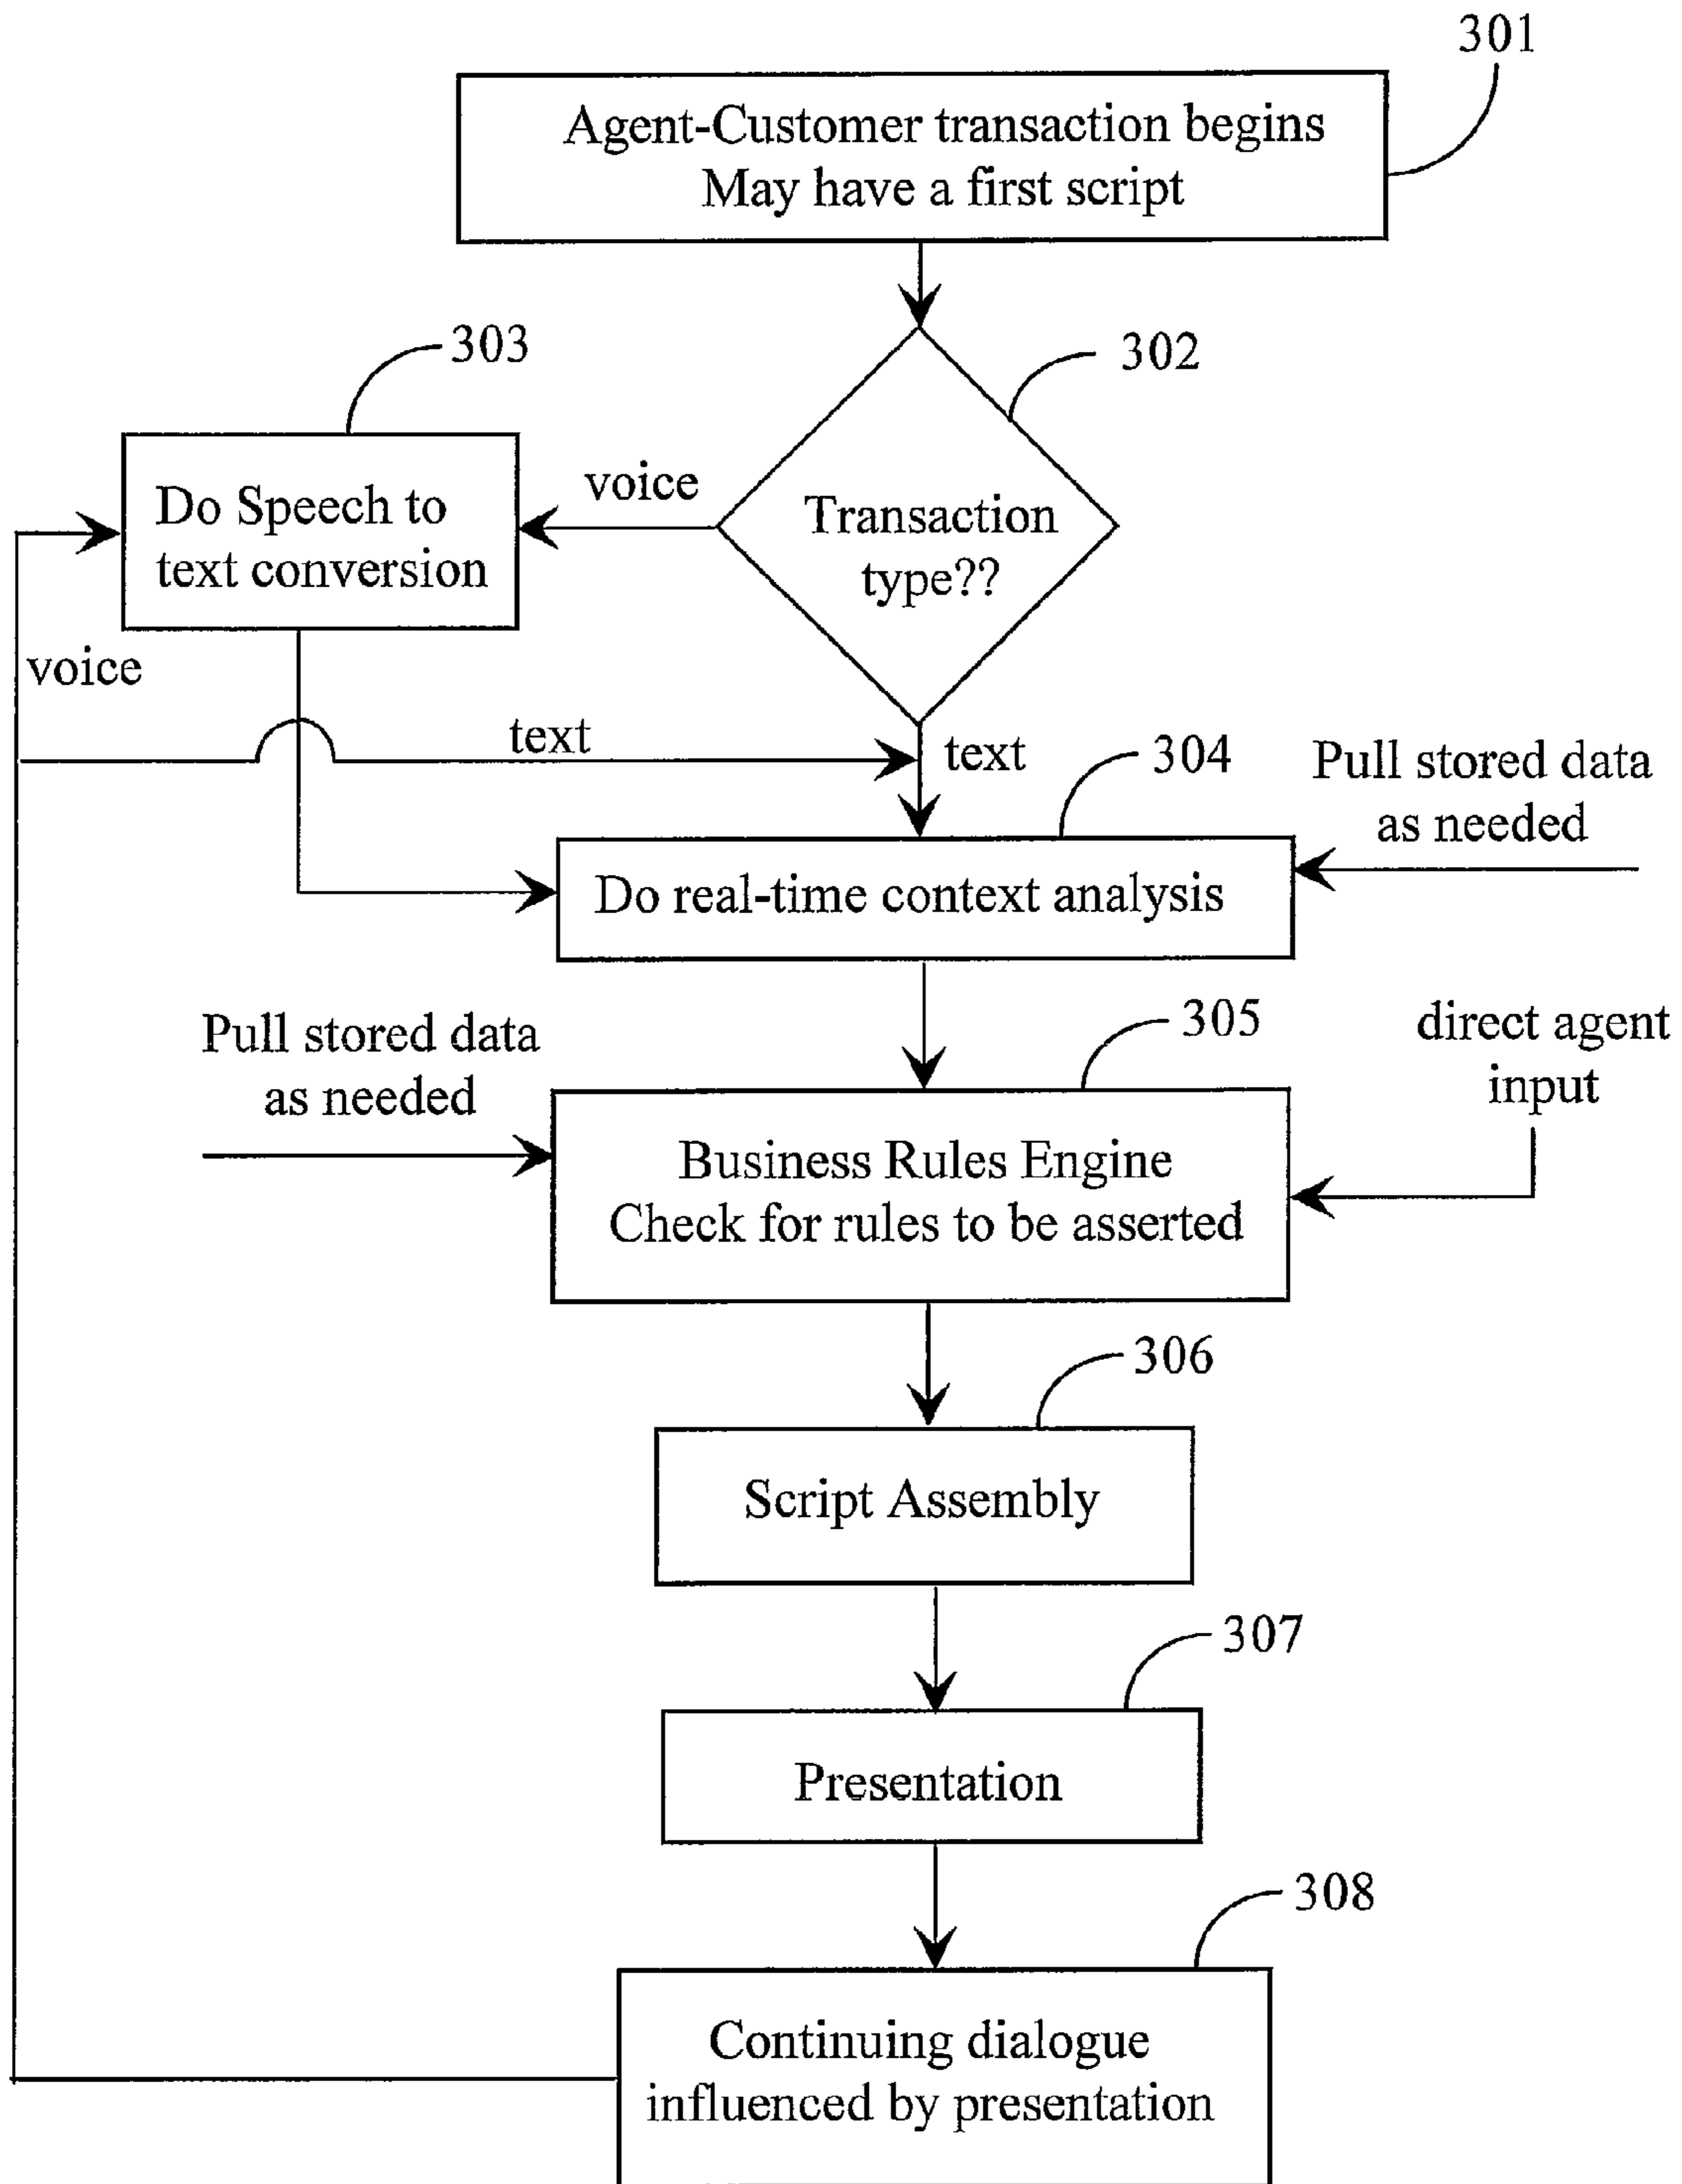 301
Agent-Customer transaction begins
May have a first script
303
302
voice
Do Speech to
text conversion
Transaction
type??
voice
text
text
304
Pull stored data
as needed
Do real-time context analysis
305
direct agent
input
Pull stored data
as needed
Business Rules Engine
Check for rules to be asserted
306
Script Assembly
307
Presentation
308
Continuing dialogue
influenced by presentation